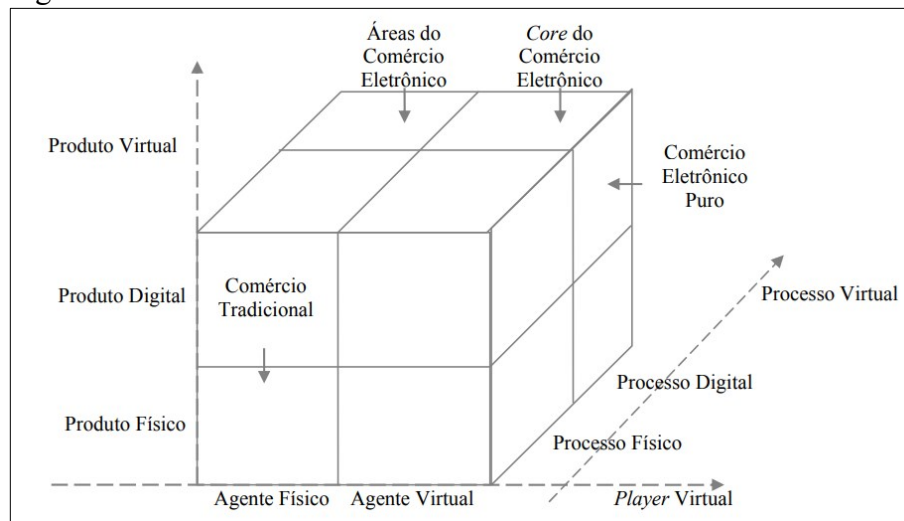 Áreas do
Comércio
Eletrônico
Core do
Comércio
Eletrônico
Produto Virtual
Comércio
Eletrônico
Puro
Produto Digital
Comércio
Tradicional
Processo Virtual
Processo Digital
Produto Físico
Processo Físico
Agente Físico
Agente Virtual
Player Virtual